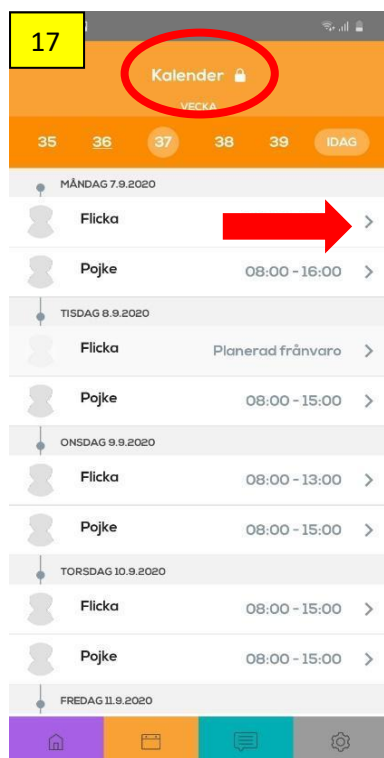 17
Kalender
VECKA
35 36 37 38 39 IDAG
MÅNDAG 7.9.2020
Flicka
Pojke 08:00 - 16:00
TISDAG 8.9.2020
Flicka Planerad frånvaro
Pojke 08:00 - 15:00
ONSDAG 9.9.2020
Flicka 08:00 - 13:00
Pojke 08:00 - 15:00
TORSDAG 10.9.2020
Flicka 08:00 - 15:00
Pojke 08:00 - 15:00
FREDAG 11.9.2020